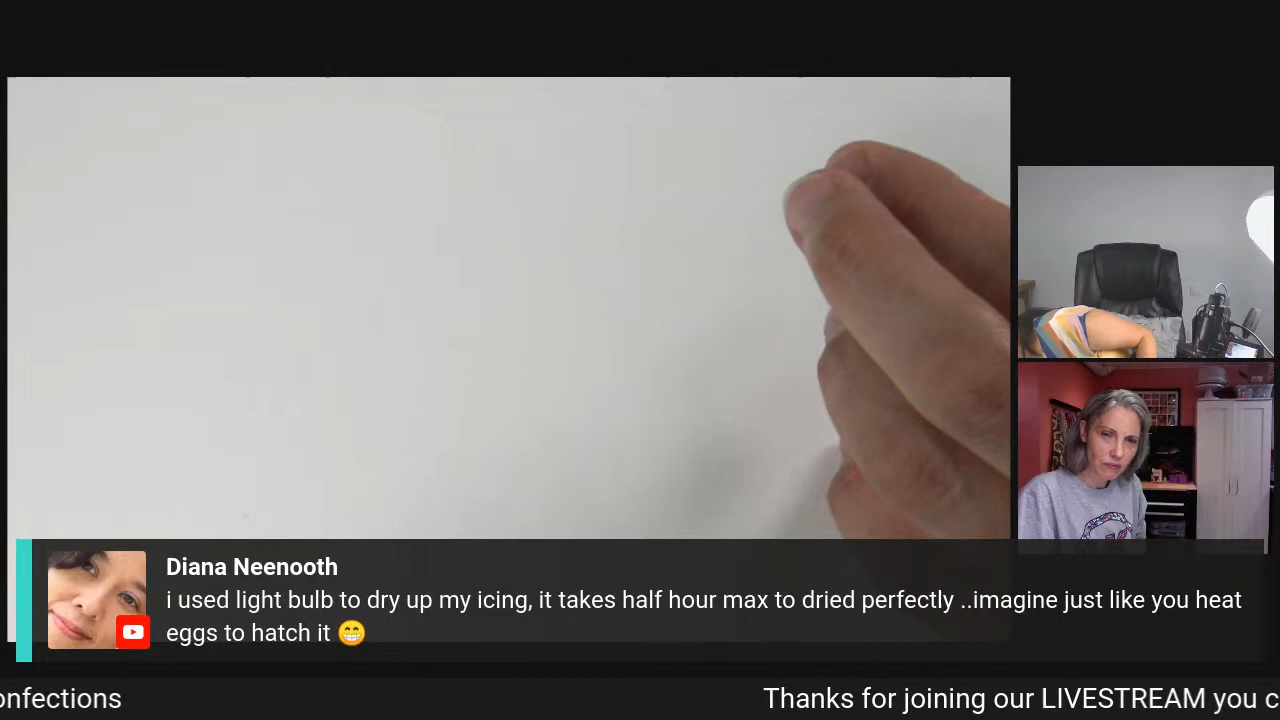 Diana Neenooth
i used light bulb to dry up my icing, it takes half hour max to dried perfectly ..imagine just like you heat
eggs to hatch it 😁
onfections Thanks for joining our LIVESTREAM you c